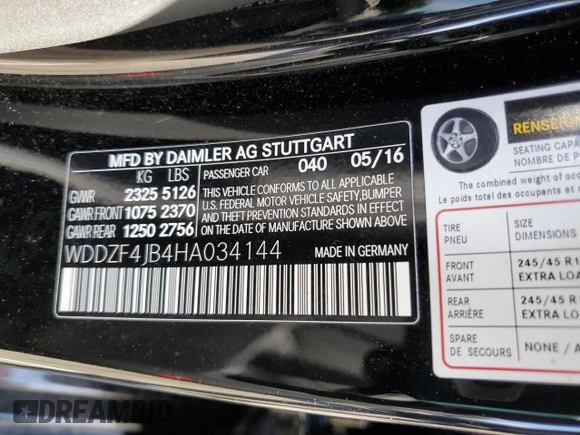 MFD BY DAIMLER AG STUTTGART
KG LBS PASSENGER CAR 040 05/16
GVWR 2325 5126 THIS VEHICLE CONFORMS TO ALL APPLICABLE
GAWR FRONT 1075 2370 U.S. FEDERAL MOTOR VEHICLE SAFETY, BUMPER
GAWR REAR 1250 2756 AND THEFT PREVENTION STANDARDS IN EFFECT ON THE DATE OF MANUFACTURE SHOWN ABOVE.
WDDZF4JB4HA034144 MADE IN GERMANY
RENSEIGN
SEATING CAPA
NOMBRE DE P
The combined weight of occ
Le poids total des occupants et d
TIRE
PNEU
SIZE
DIMENSIONS
FRONT
AVANT
245/45 R1
EXTRA LOA
REAR
ARRIÈRE
245/45 R1
EXTRA LO
SPARE
DE SECOURS
NONE / A
DREAMBID